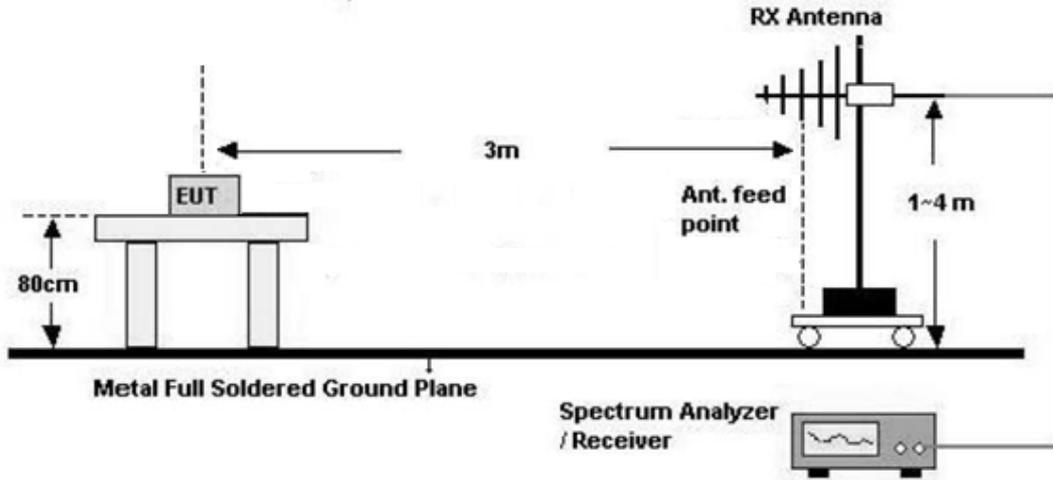 RX Antenna
3m
EUT
Ant. feed
point
1~4 m
80cm
Metal Full Soldered Ground Plane
Spectrum Analyzer
/ Receiver